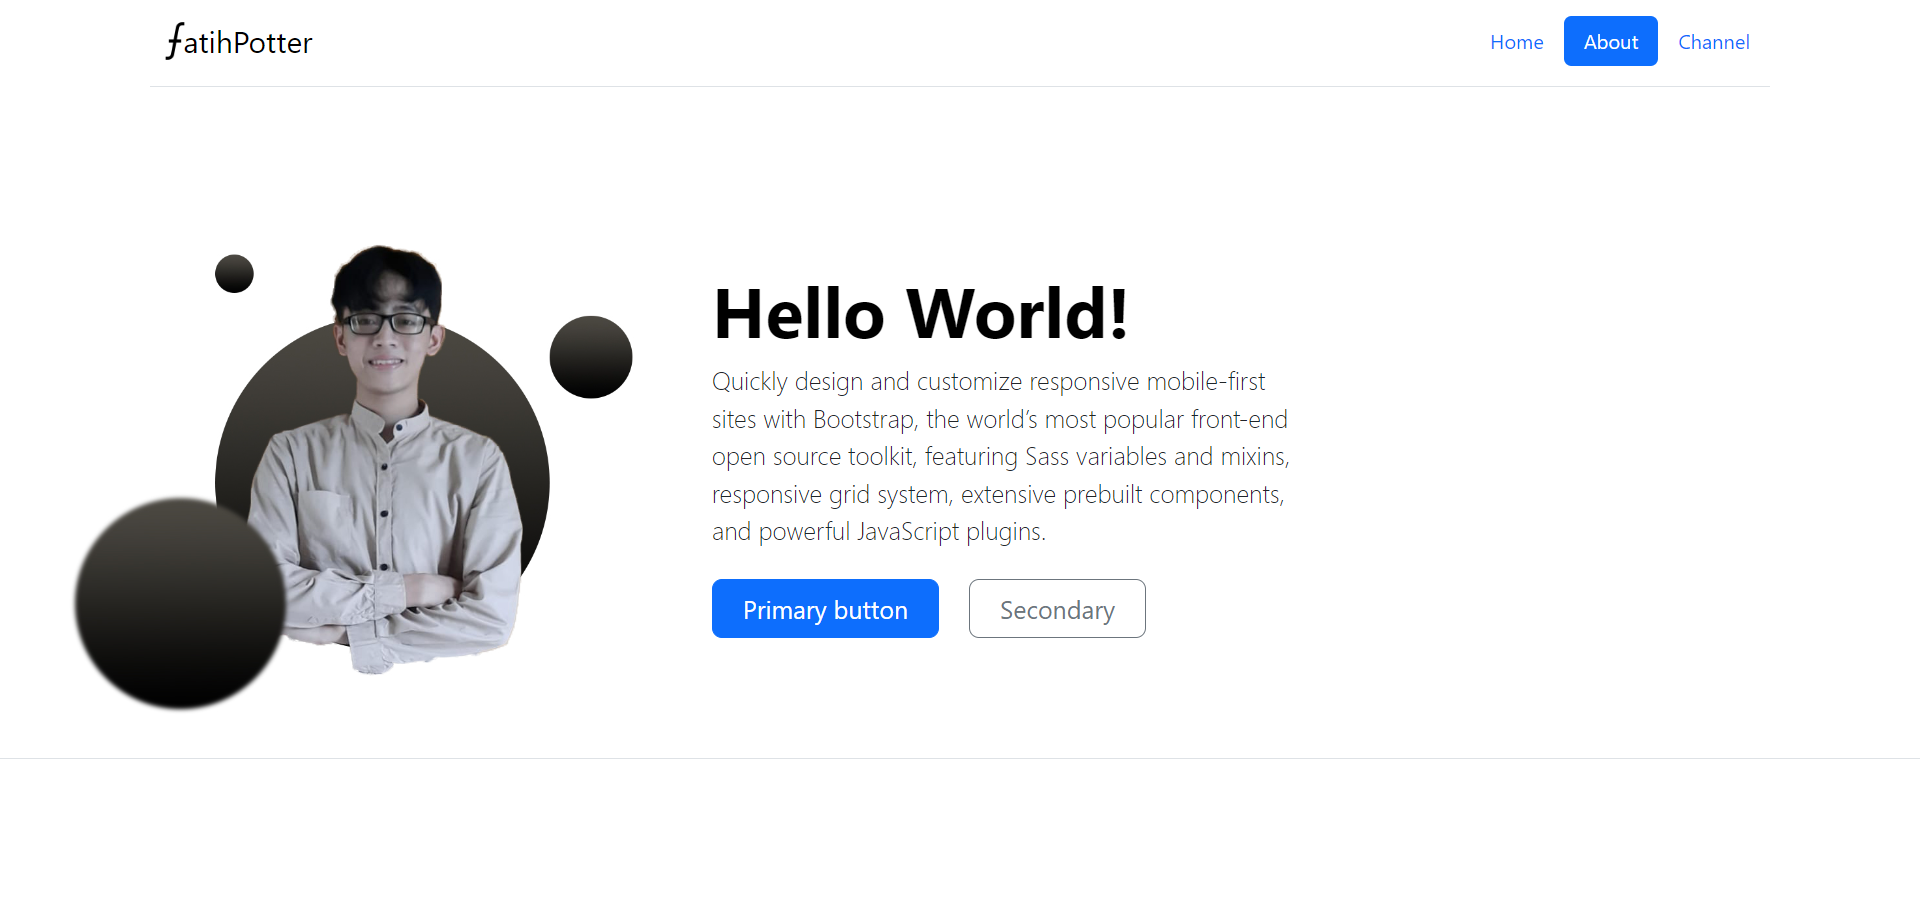 ƒatihPotter
Home
About
Channel
Hello World!
Quickly design and customize responsive mobile-first
sites with Bootstrap, the world’s most popular front-end
open source toolkit, featuring Sass variables and mixins,
responsive grid system, extensive prebuilt components,
and powerful JavaScript plugins.
Primary button
Secondary